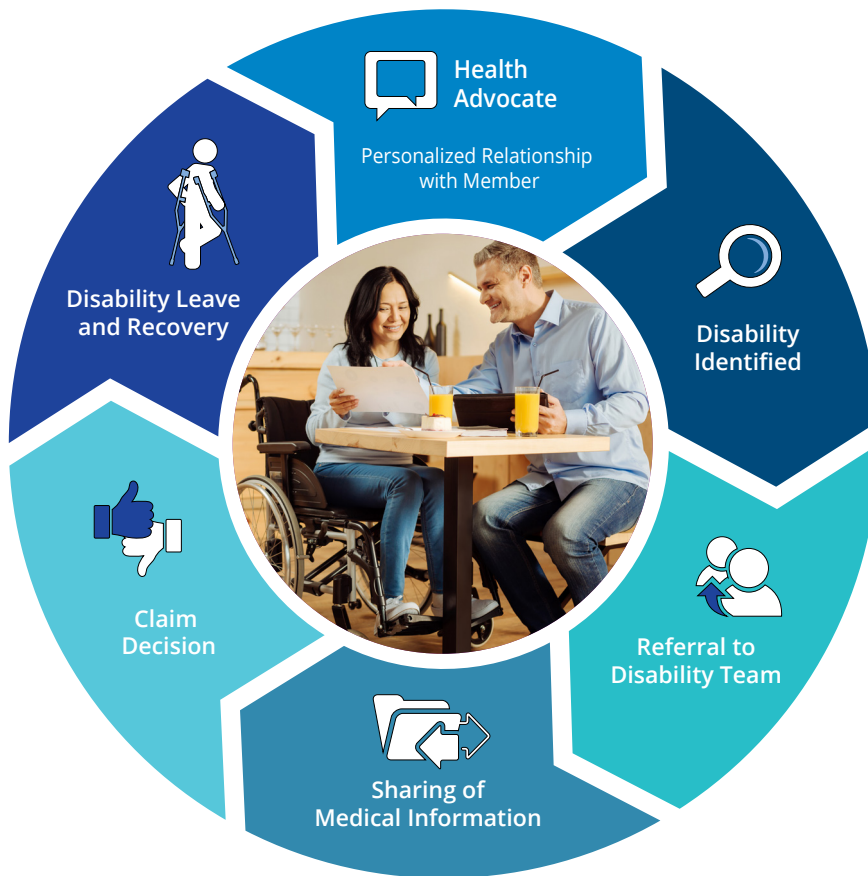 Health
Advocate
Personalized Relationship
with Member
Disability
Identified
Referral to
Disability Team
Sharing of
Medical Information
Claim
Decision
Disability Leave
and Recovery